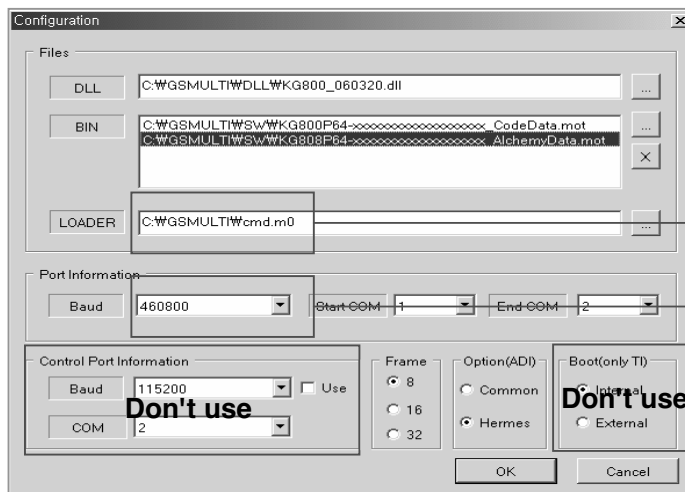 Configuration
Files
DLL
C:₩GSMULTI₩DLL₩KG800_060320.dll
...
BIN
C:₩GSMULTI₩SW₩KG800P64-xxxxxxxxxxxxxxxxxxxx_CodeData.mot
...
C:₩GSMULTI₩SW₩KG808P64-xxxxxxxxxxxxxxxxxxxx_AlchemyData.mot
X
LOADER
C:₩GSMULTI₩cmd.m0
...
Port Information
Baud
460800
Start COM
1
End COM
2
Control Port Information
Baud
115200
Use
COM
2
Don't use
Frame
8
16
32
Option(ADI)
Common
Hermes
Boot(only TI)
Internal
External
Don't use
OK
Cancel